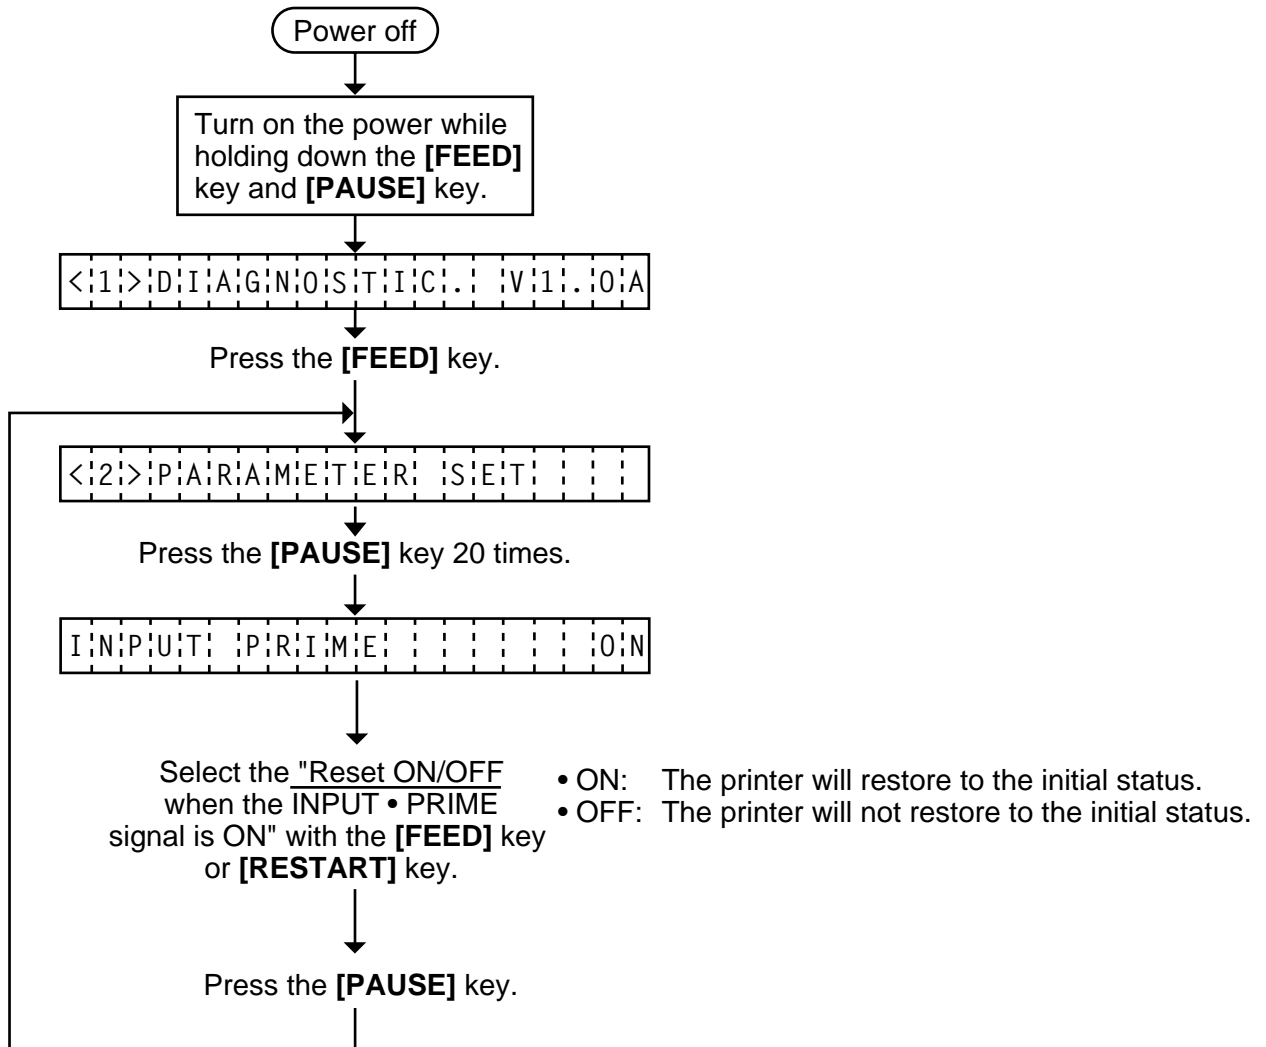 Power off
Turn on the power while
holding down the [FEED]
key and [PAUSE] key.
<1>DIAGNOSTIC. V1.0A
Press the [FEED] key.
<2>PARAMETER SET
Press the [PAUSE] key 20 times.
INPUT PRIME ON
Select the "Reset ON/OFF
when the INPUT • PRIME
signal is ON" with the [FEED] key
or [RESTART] key.
• ON: The printer will restore to the initial status.
• OFF: The printer will not restore to the initial status.
Press the [PAUSE] key.